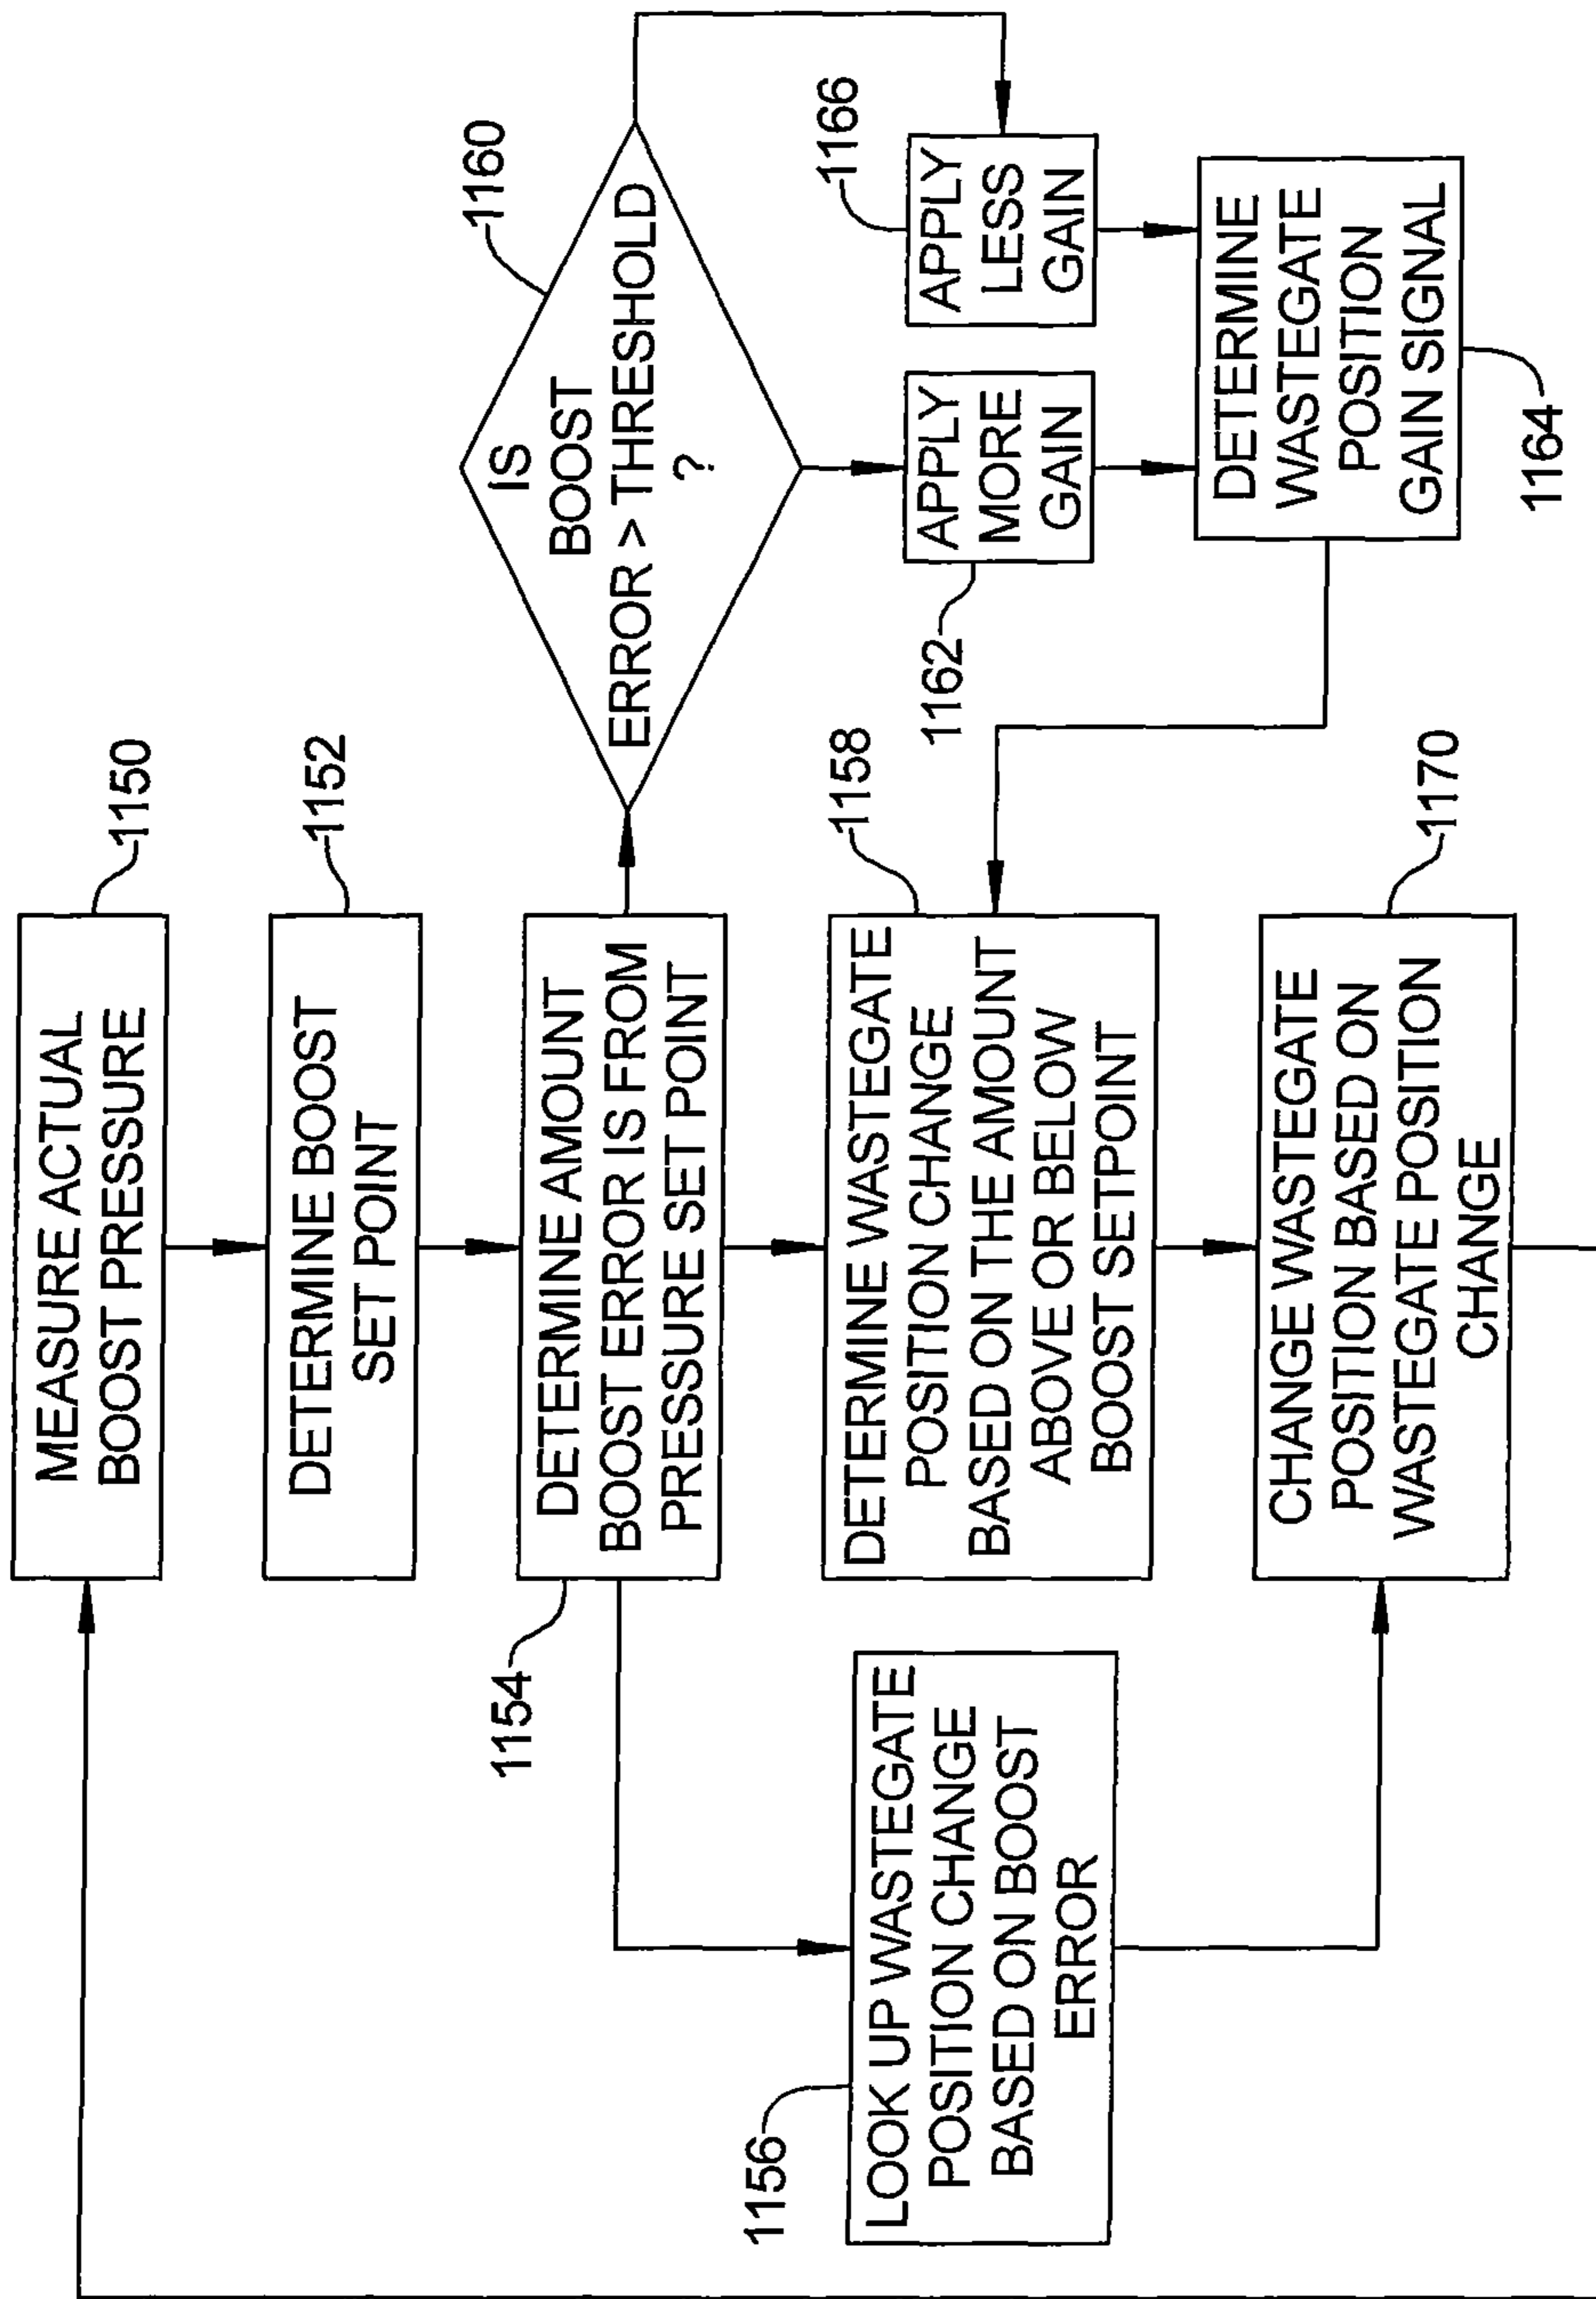 MEASURE ACTUAL
BOOST PRESSURE
1150
DETERMINE BOOST
SET POINT
1152
DETERMINE AMOUNT
BOOST ERROR IS FROM
PRESSURE SET POINT
1154
IS
BOOST
ERROR > THRESHOLD
?
1160
LOOK UP WASTEGATE
POSITION CHANGE
BASED ON BOOST
ERROR
1156
DETERMINE WASTEGATE
POSITION CHANGE
BASED ON THE AMOUNT
ABOVE OR BELOW
BOOST SETPOINT
1158
APPLY
MORE
GAIN
1162
APPLY
LESS
GAIN
1166
DETERMINE
WASTEGATE
POSITION
GAIN SIGNAL
1164
CHANGE WASTEGATE
POSITION BASED ON
WASTEGATE POSITION
CHANGE
1170